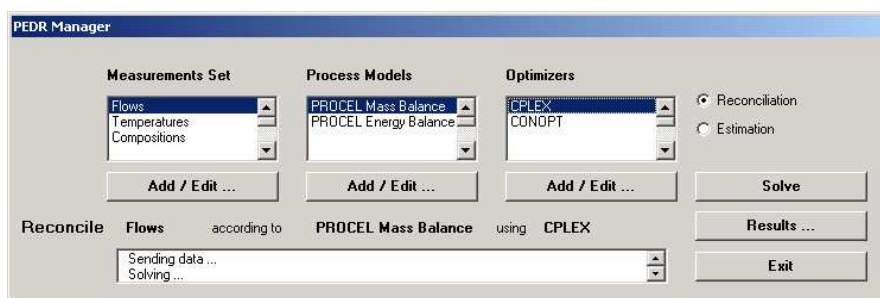 PEDR Manager
Measurements Set Process Models Optimizers
Flows PROCEL Mass Balance CPLEX
Temperatures PROCEL Energy Balance CONOPT
Compositions
Reconciliation
Estimation
Add / Edit ... Add / Edit ... Add / Edit ... Solve
Reconcile Flows according to PROCEL Mass Balance using CPLEX
Results ...
Sending data ...
Solving ...
Exit